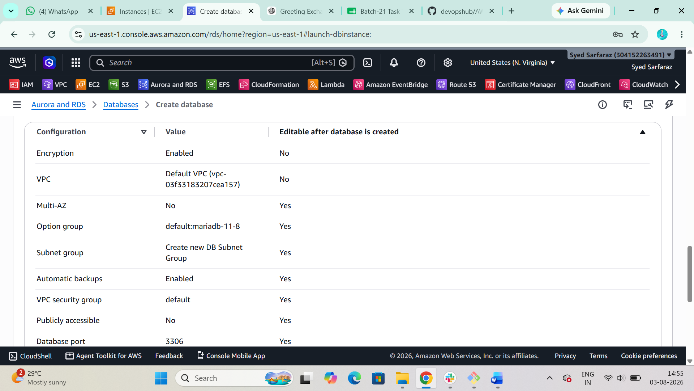 (4) WhatsApp
Instances | EC2
Create databa
Greeting Exch
Batch-21 Task
devopshub/A
Ask Gemini
us-east-1.console.aws.amazon.com/rds/home?region=us-east-1#launch-dbinstance:
aws
Search
[Alt+S]
United States (N. Virginia)
Syed Sarfaraz (304152263491)
Syed Sarfaraz
IAM
VPC
EC2
S3
Aurora and RDS
EFS
CloudFormation
Lambda
Amazon EventBridge
Route 53
Certificate Manager
CloudFront
CloudWatch
Aurora and RDS
Databases
Create database
Configuration Value Editable after database is created
Encryption Enabled No
VPC Default VPC (vpc-
03f33183207cea157) No
Multi-AZ No Yes
Option group default:mariadb-11-8 Yes
Subnet group Create new DB Subnet
Group Yes
Automatic backups Enabled Yes
VPC security group default Yes
Publicly accessible No Yes
Database port 3306 Yes
CloudShell
Agent Toolkit for AWS
Feedback
Console Mobile App
© 2026, Amazon Web Services, Inc. or its affiliates.
Privacy
Terms
Cookie preferences
29°C
Mostly sunny
Search
ENG
IN
14:55
03-08-2026